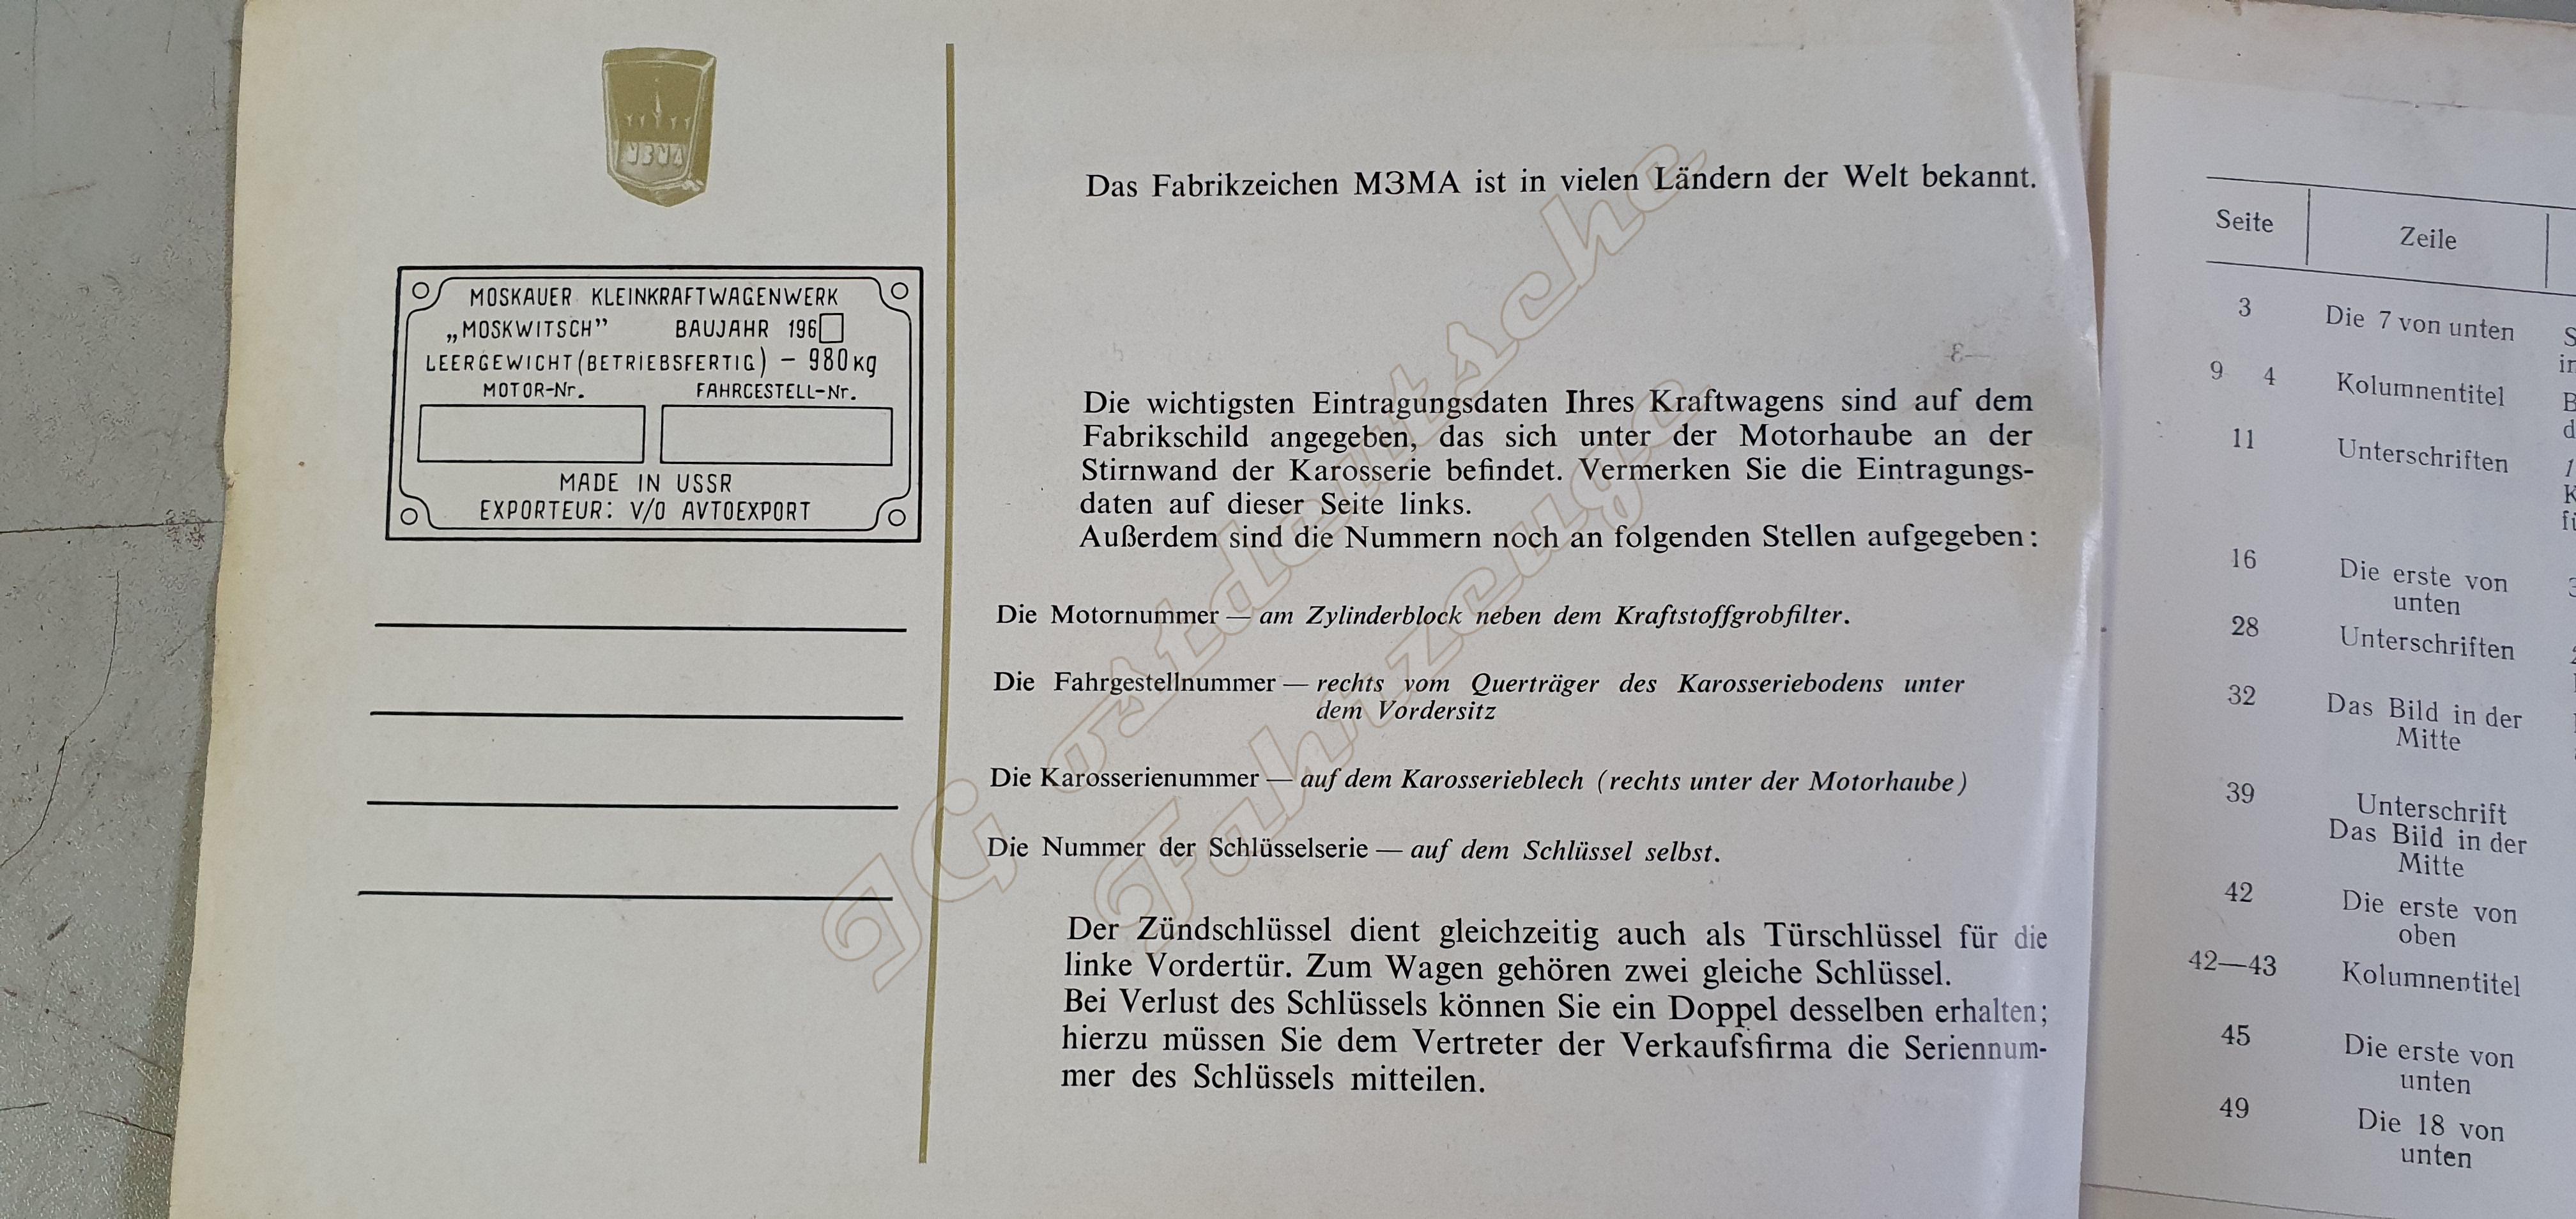 МЗМА
MOSKAUER KLEINKRAFTWAGENWERK
„MOSKWITSCH” BAUJAHR 196
LEERGEWICHT (BETRIEBSFERTIG) – 980 kg
MOTOR-Nr. FAHRGESTELL-Nr.
MADE IN USSR
EXPORTEUR: V/O AVTOEXPORT
Das Fabrikzeichen МЗМА ist in vielen Ländern der Welt bekannt.
Die wichtigsten Eintragungsdaten Ihres Kraftwagens sind auf dem
Fabrikschild angegeben, das sich unter der Motorhaube an der
Stirnwand der Karosserie befindet. Vermerken Sie die Eintragungs-
daten auf dieser Seite links.
Außerdem sind die Nummern noch an folgenden Stellen aufgegeben:
Die Motornummer — am Zylinderblock neben dem Kraftstoffgrobfilter.
Die Fahrgestellnummer — rechts vom Querträger des Karosseriebodens unter
dem Vordersitz
Die Karosserienummer — auf dem Karosserieblech (rechts unter der Motorhaube)
Die Nummer der Schlüsselserie — auf dem Schlüssel selbst.
Der Zündschlüssel dient gleichzeitig auch als Türschlüssel für die
linke Vordertür. Zum Wagen gehören zwei gleiche Schlüssel.
Bei Verlust des Schlüssels können Sie ein Doppel desselben erhalten;
hierzu müssen Sie dem Vertreter der Verkaufsfirma die Seriennum-
mer des Schlüssels mitteilen.
IG ostdeutsche
Fahrzeuge
Seite Zeile
3 Die 7 von unten
9 4 Kolumnentitel
11 Unterschriften
16 Die erste von
unten
28 Unterschriften
32 Das Bild in der
Mitte
39 Unterschrift
Das Bild in der
Mitte
42 Die erste von
oben
42—43 Kolumnentitel
45 Die erste von
unten
49 Die 18 von
unten